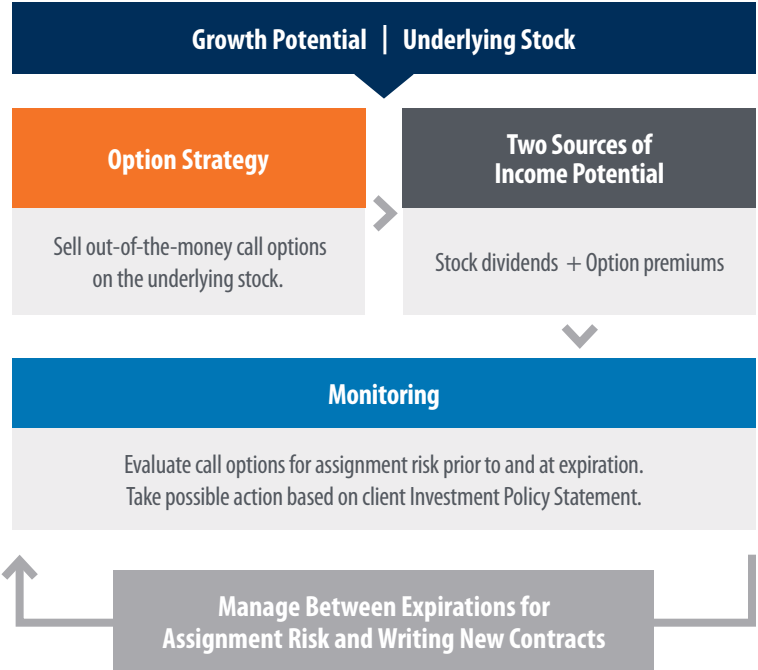 Growth Potential | Underlying Stock
Option Strategy
Sell out-of-the-money call options
on the underlying stock.
Two Sources of
Income Potential
Stock dividends + Option premiums
Monitoring
Evaluate call options for assignment risk prior to and at expiration.
Take possible action based on client Investment Policy Statement.
Manage Between Expirations for
Assignment Risk and Writing New Contracts